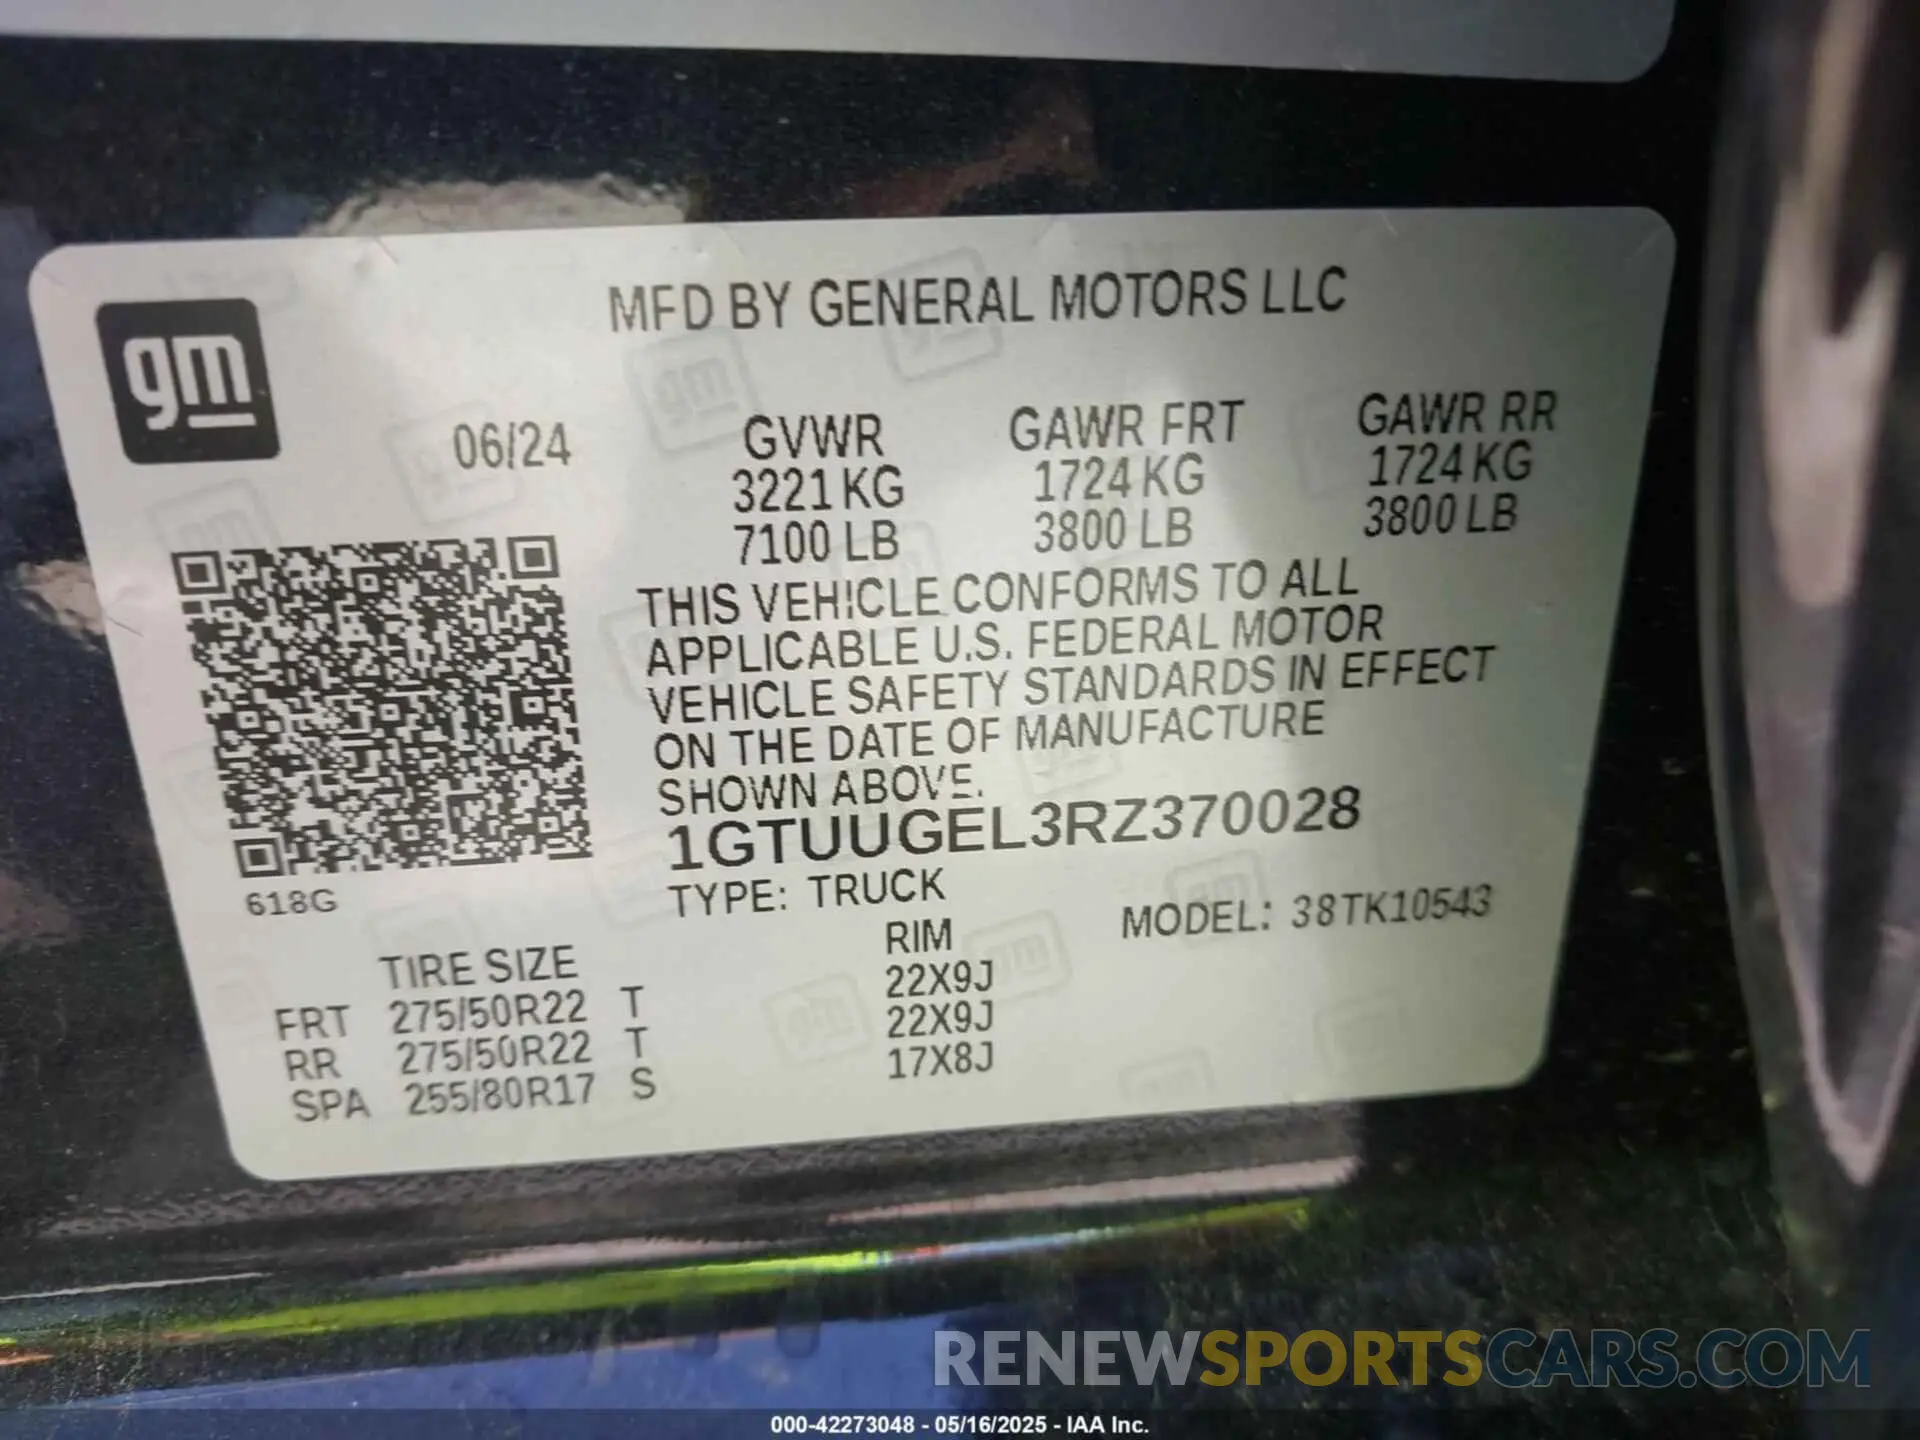 MFD BY GENERAL MOTORS LLC
gm
06/24
GVWR GAWR FRT GAWR RR
3221 KG 1724 KG 1724 KG
7100 LB 3800 LB 3800 LB
THIS VEHICLE CONFORMS TO ALL
APPLICABLE U.S. FEDERAL MOTOR
VEHICLE SAFETY STANDARDS IN EFFECT
ON THE DATE OF MANUFACTURE
SHOWN ABOVE.
1GTUUGEL3RZ370028
618G
TYPE: TRUCK
MODEL: 38TK10543
TIRE SIZE RIM
FRT 275/50R22 T 22X9J
RR 275/50R22 T 22X9J
SPA 255/80R17 S 17X8J
RENEWSPORTSCARS.COM
000-42273048 - 05/16/2025 - IAA Inc.